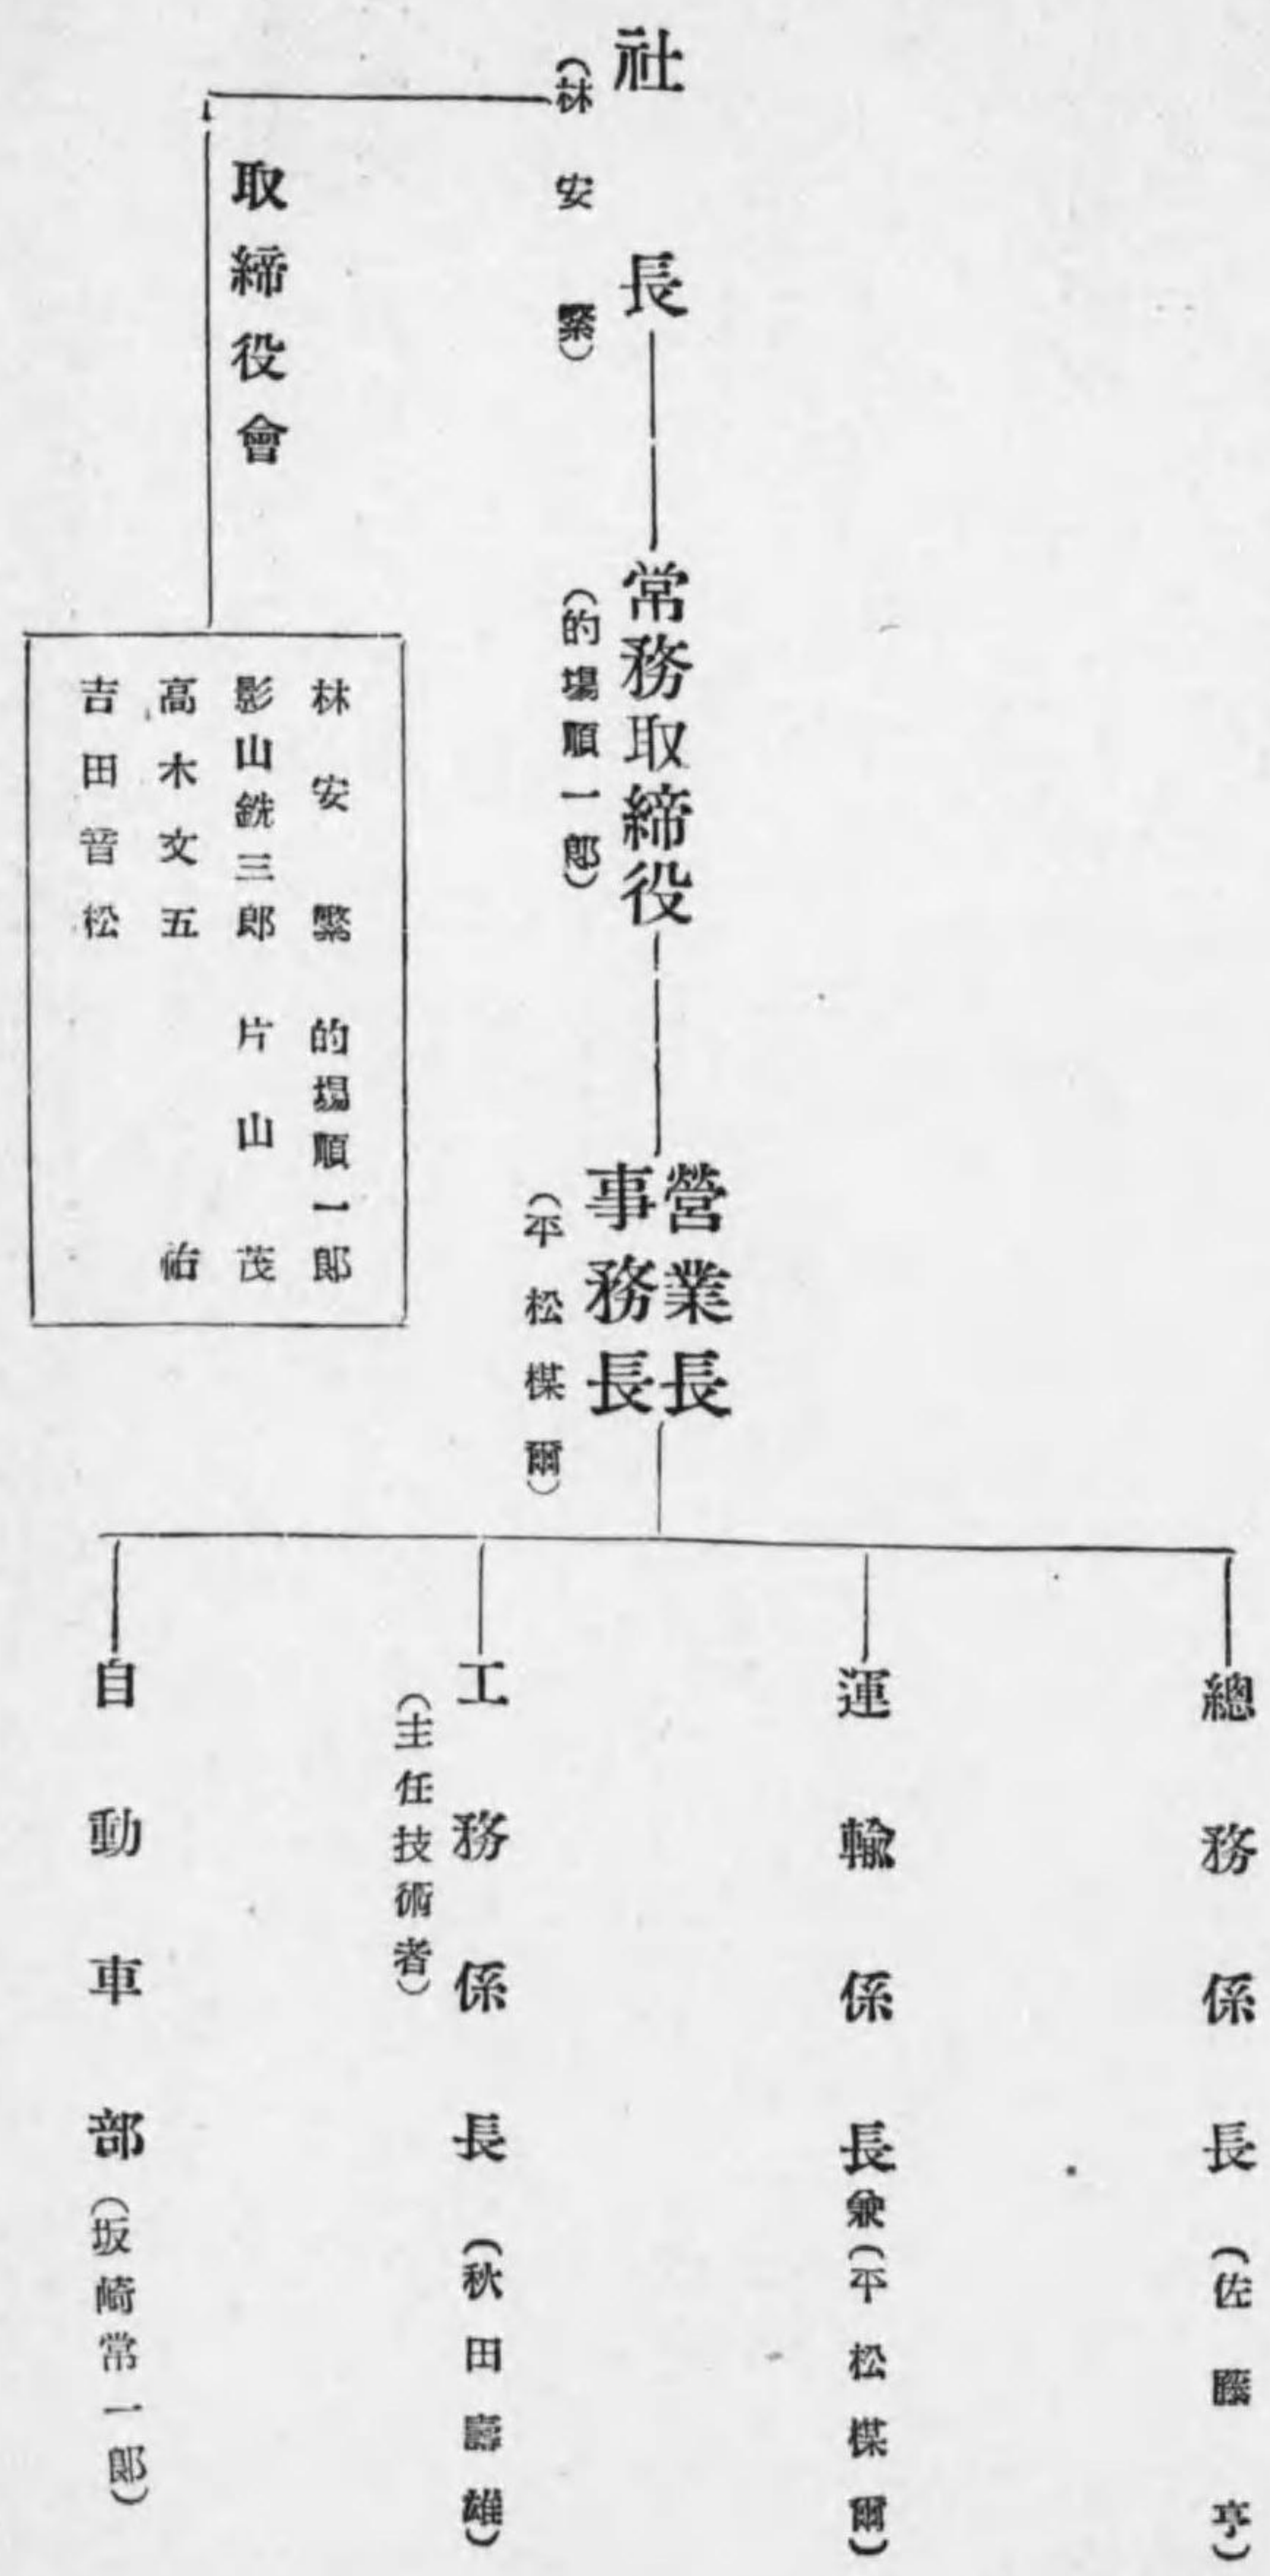 社長
(林安繁)
常務取締役
(的場順一郎)
營業長
事務長
(平松楳爾)
總務係長(佐藤亨)
運輸係長兼(平松楳爾)
工務係長(秋田壽雄)
(主任技術者)
自動車部(坂崎常一郎)
取締役會
林安繁 的場順一郎
影山銑三郎 片山茂
高木文五 祐
吉田音松